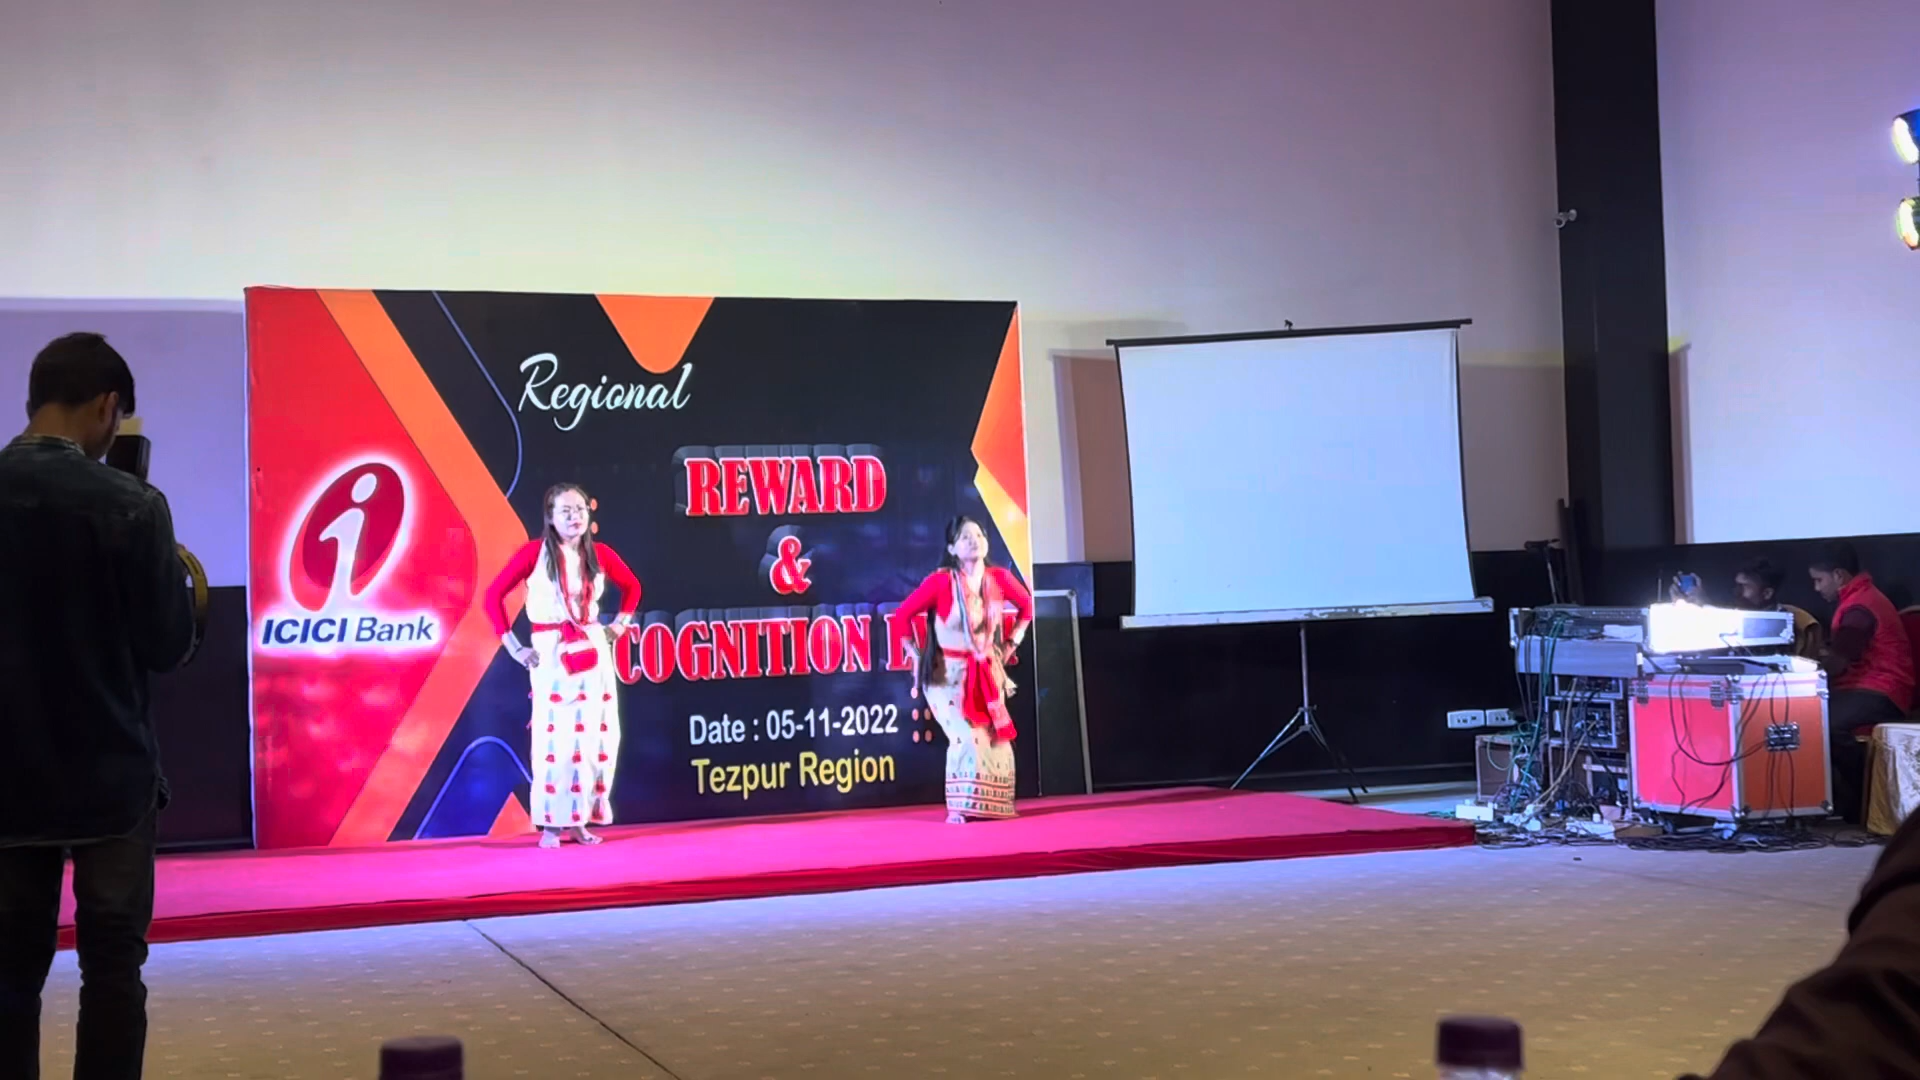 Regional
REWARD
&
COGNITION
Date : 05-11-2022
Tezpur Region
ICICI Bank